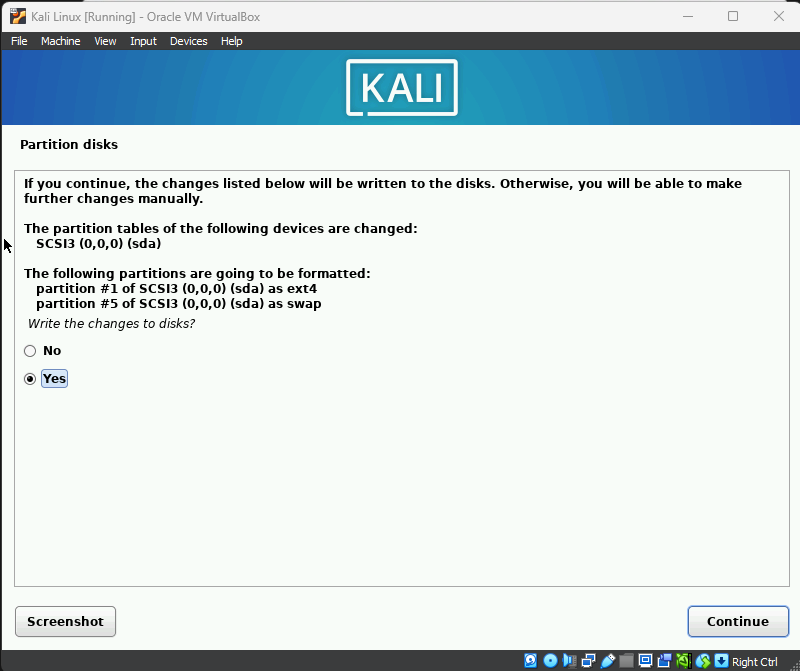 Kali Linux [Running] - Oracle VM VirtualBox
File Machine View Input Devices Help
KALI
Partition disks
If you continue, the changes listed below will be written to the disks. Otherwise, you will be able to make
further changes manually.
The partition tables of the following devices are changed:
SCSI3 (0,0,0) (sda)
The following partitions are going to be formatted:
partition #1 of SCSI3 (0,0,0) (sda) as ext4
partition #5 of SCSI3 (0,0,0) (sda) as swap
Write the changes to disks?
No
Yes
Screenshot
Continue
Right Ctrl